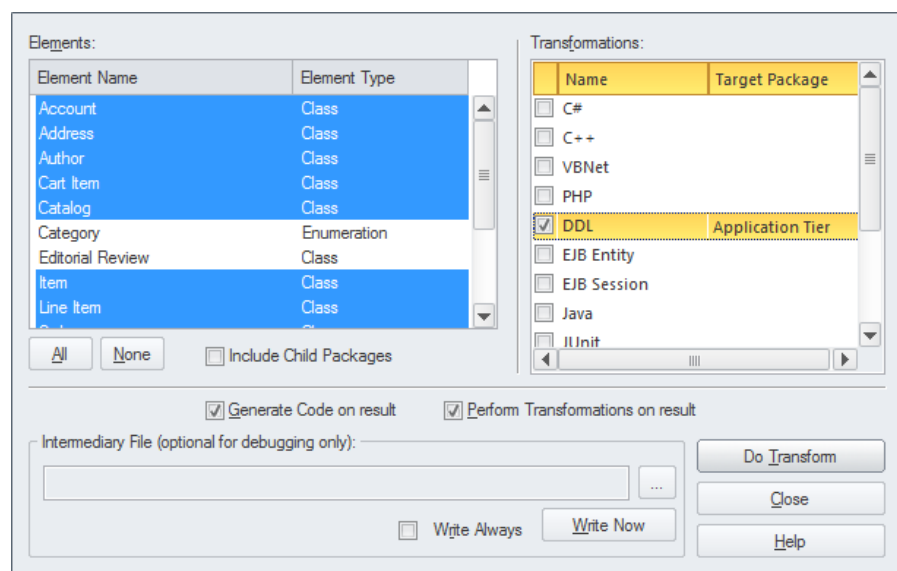 Elements:
Element Name Element Type
Account Class
Address Class
Author Class
Cart Item Class
Catalog Class
Category Enumeration
Editorial Review Class
Item Class
Line Item Class
All None Include Child Packages
Transformations:
Name Target Package
C#
C++
VBNet
PHP
DDL Application Tier
EJB Entity
EJB Session
Java
JUnit
Generate Code on result Perform Transformations on result
Intermediary File (optional for debugging only):
...
Write Always Write Now
Do Transform
Close
Help